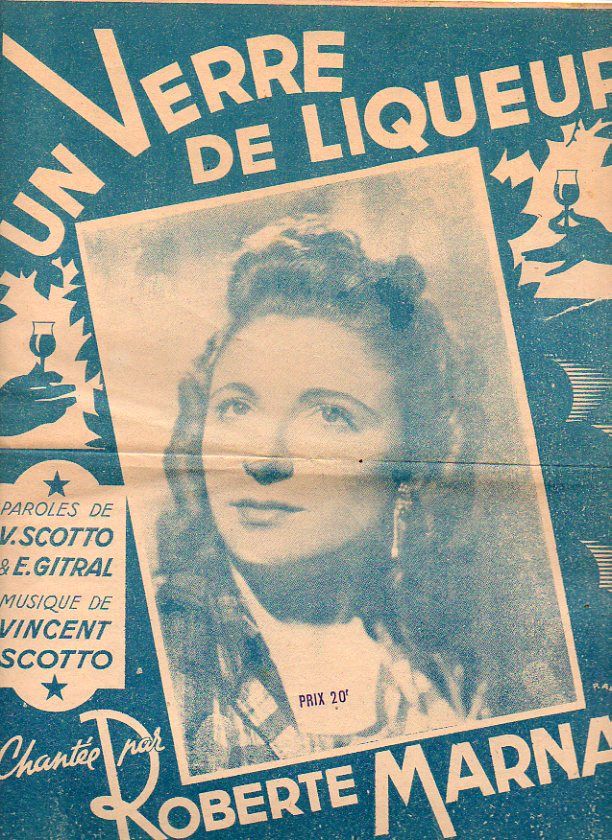 UN VERRE
DE LIQUEUR
PAROLES DE
V. SCOTTO
& E. GITRAL
MUSIQUE DE
VINCENT
SCOTTO
PRIX 20f
Chantée par
ROBERTE MARNA